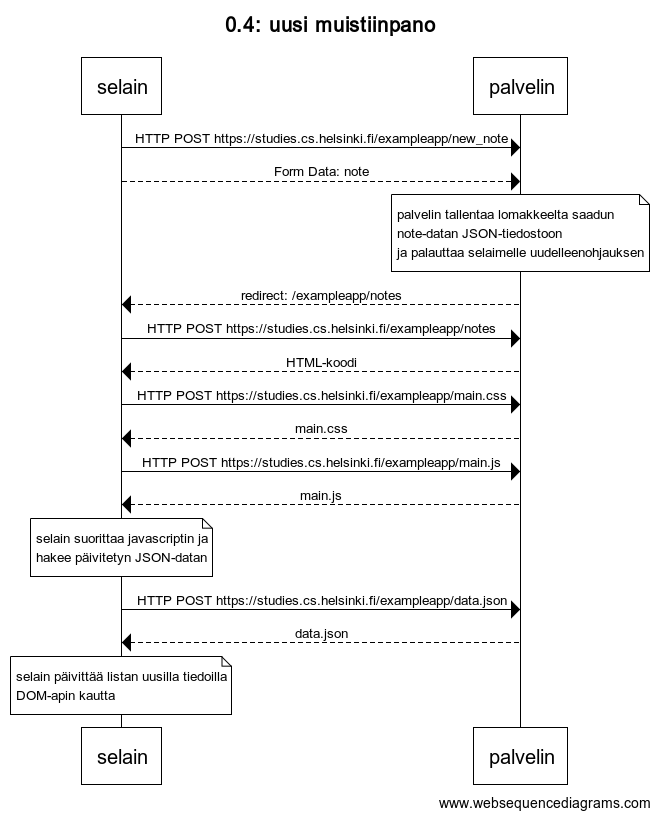 0.4: uusi muistiinpano
selain
palvelin
HTTP POST https://studies.cs.helsinki.fi/exampleapp/new_note
Form Data: note
palvelin tallentaa lomakkeelta saadun
note-datan JSON-tiedostoon
ja palauttaa selaimelle uudelleenohjauksen
redirect: /exampleapp/notes
HTTP POST https://studies.cs.helsinki.fi/exampleapp/notes
HTML-koodi
HTTP POST https://studies.cs.helsinki.fi/exampleapp/main.css
main.css
HTTP POST https://studies.cs.helsinki.fi/exampleapp/main.js
main.js
selain suorittaa javascriptin ja
hakee päivitetyn JSON-datan
HTTP POST https://studies.cs.helsinki.fi/exampleapp/data.json
data.json
selain päivittää listan uusilla tiedoilla
DOM-apin kautta
selain
palvelin
www.websequencediagrams.com